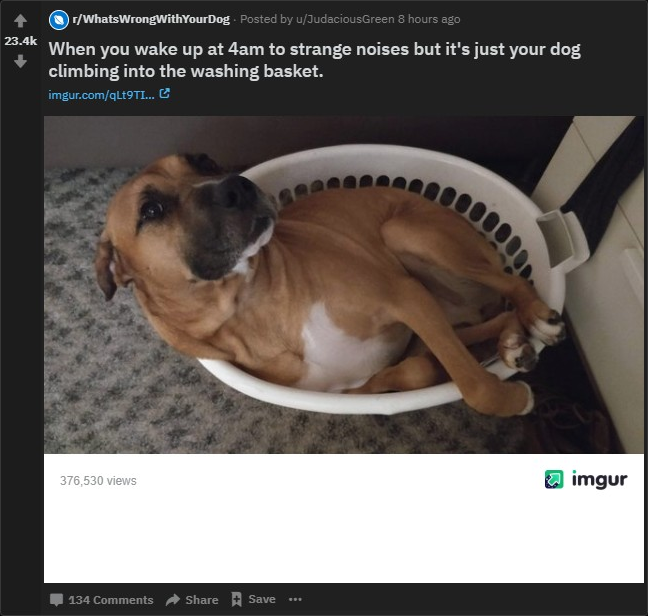 r/WhatsWrongWithYourDog · Posted by u/JudaciousGreen 8 hours ago
23.4k
When you wake up at 4am to strange noises but it's just your dog
climbing into the washing basket.
imgur.com/qLt9TI...
376,530 views
imgur
134 Comments Share Save ...